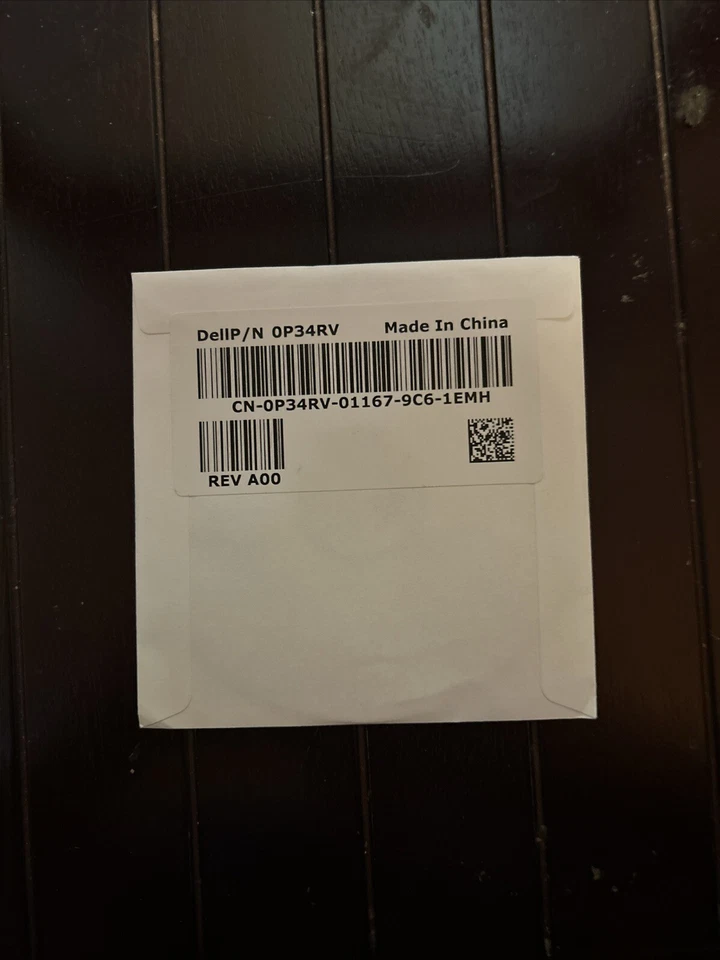 DellP/N 0P34RV Made In China
CN-0P34RV-01167-9C6-1EMH
REV A00